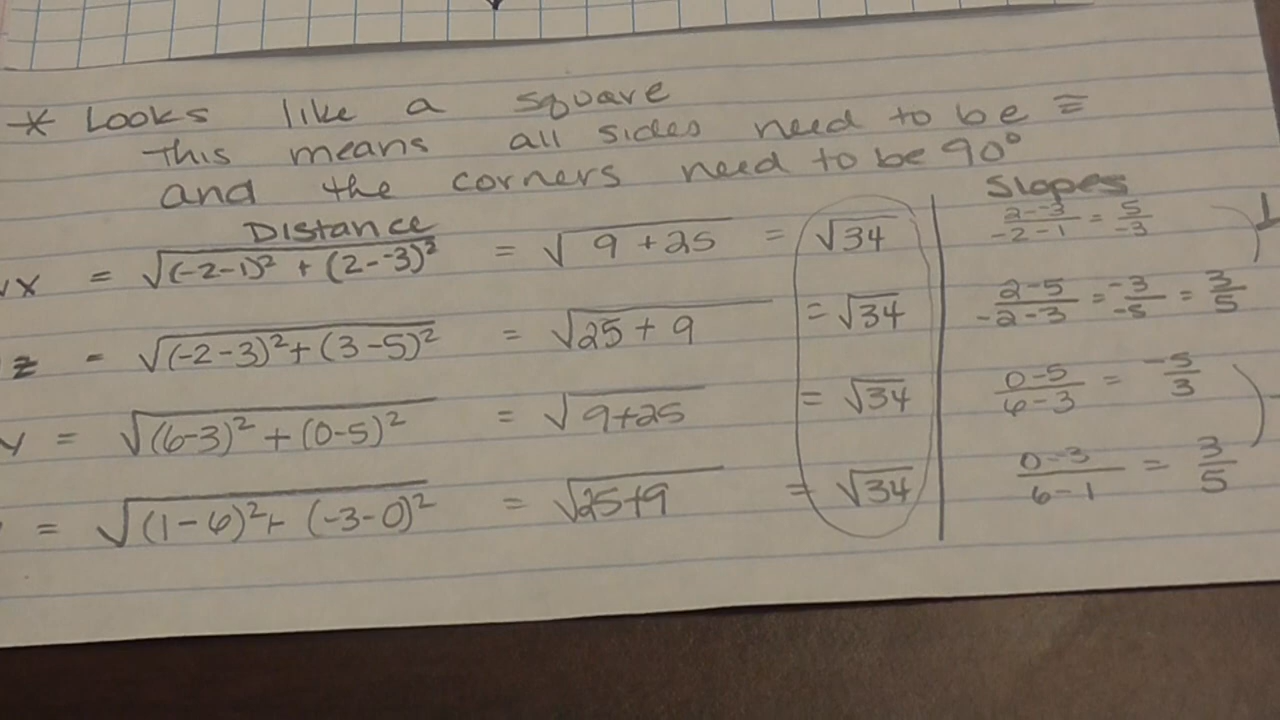 * Looks like a square
this means all sides need to be ≅
and the corners need to be 90°
Distance
X = √(-2-1)² + (2--3)² = √9+25 = √34
z = √(-2-3)² + (3-5)² = √25+9 = √34
y = √(6-3)² + (0-5)² = √9+25 = √34
= √(1-6)² + (-3-0)² = √25+9 = √34
Slopes
2--3/-2-1 = 5/-3
2-5/-2-3 = -3/-5 = 3/5
0-5/6-3 = -5/3
0--3/6-1 = 3/5